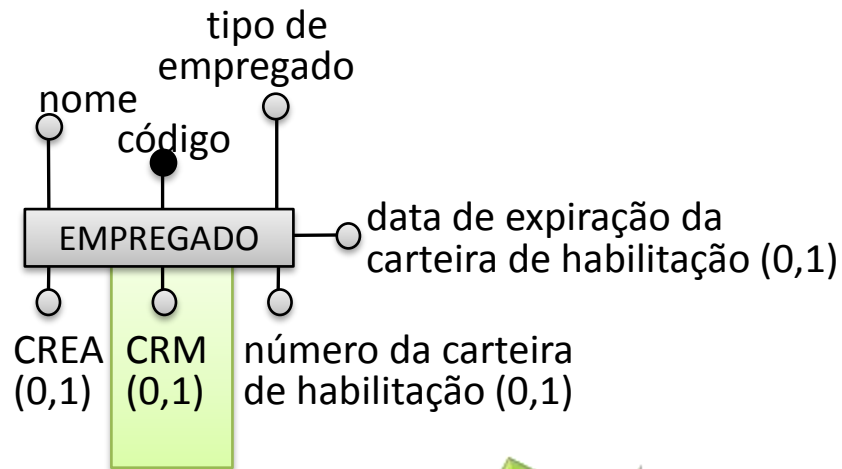 tipo de
empregado
nome
código
EMPREGADO
data de expiração da
carteira de habilitação (0,1)
CREA
(0,1)
CRM
(0,1)
número da carteira
de habilitação (0,1)